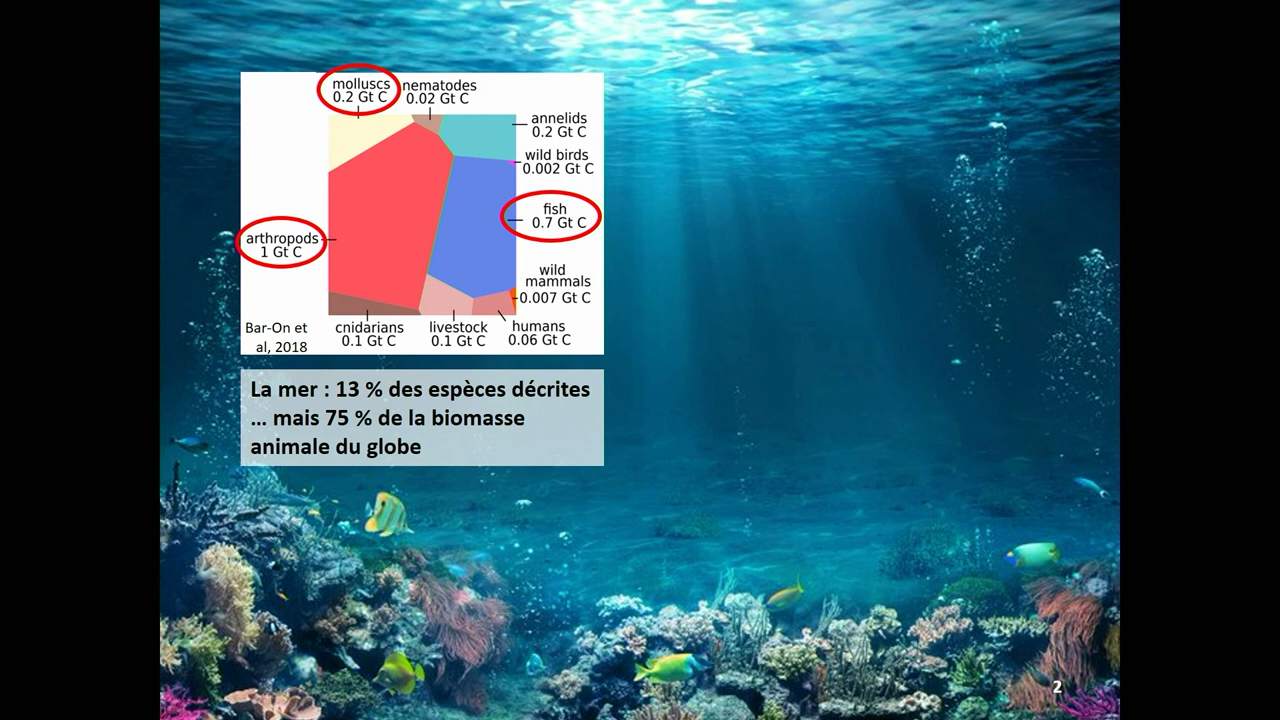 molluscs
0.2 Gt C
nematodes
0.02 Gt C
annelids
0.2 Gt C
wild birds
0.002 Gt C
fish
0.7 Gt C
arthropods
1 Gt C
wild
mammals
0.007 Gt C
Bar-On et
al, 2018
cnidarians
0.1 Gt C
livestock
0.1 Gt C
humans
0.06 Gt C
La mer : 13 % des espèces décrites
... mais 75 % de la biomasse
animale du globe
2